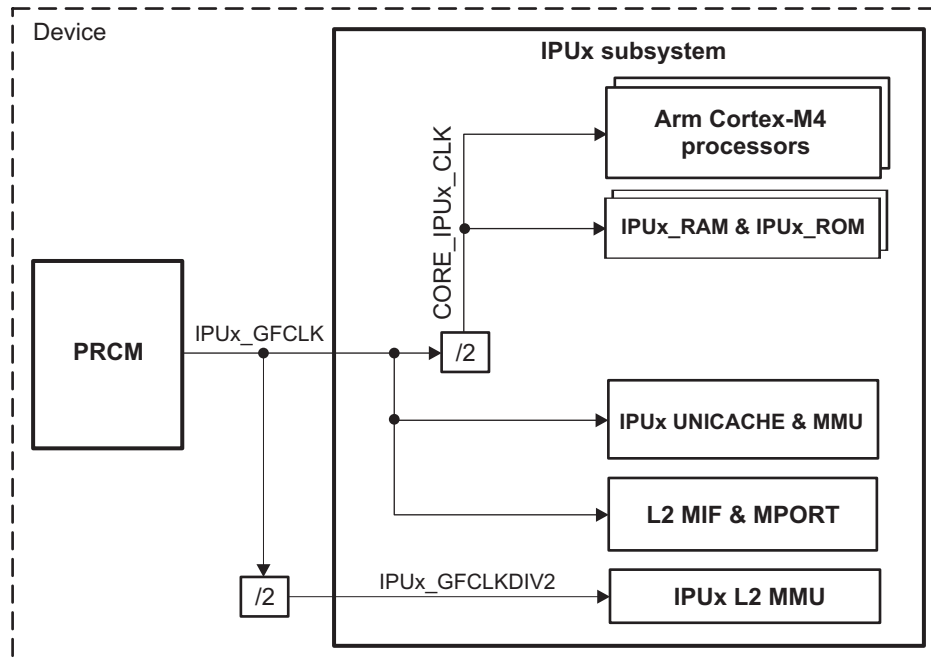 Device
IPUx subsystem
Arm Cortex-M4
processors
CORE_IPUx_CLK
IPUx_RAM & IPUx_ROM
IPUx_GFCLK
PRCM
/2
IPUx UNICACHE & MMU
L2 MIF & MPORT
IPUx_GFCLKDIV2
/2
IPUx L2 MMU